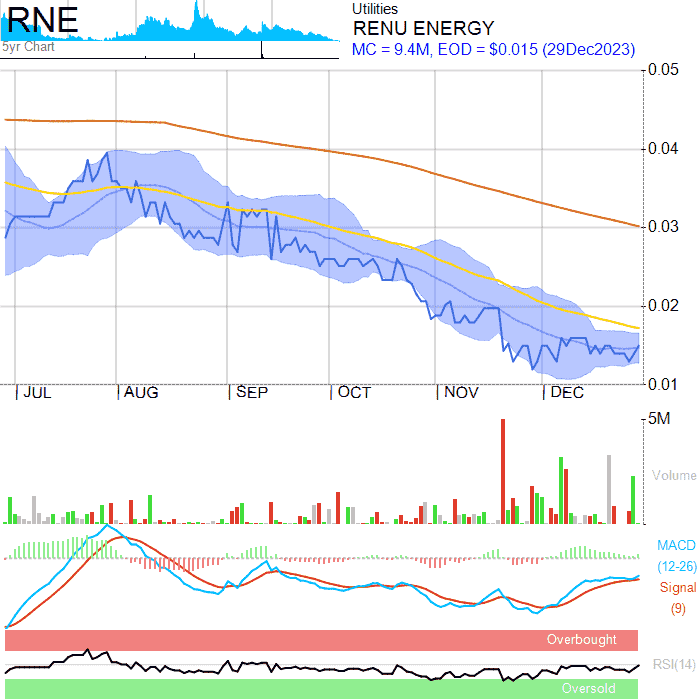 RNE
5yr Chart
Utilities
RENU ENERGY
MC = 9.4M, EOD = $0.015 (29Dec2023)
0.05
0.04
0.03
0.02
0.01
JUL AUG SEP OCT NOV DEC
5M
Volume
MACD
(12-26)
Signal
(9)
Overbought
RSI(14)
Oversold